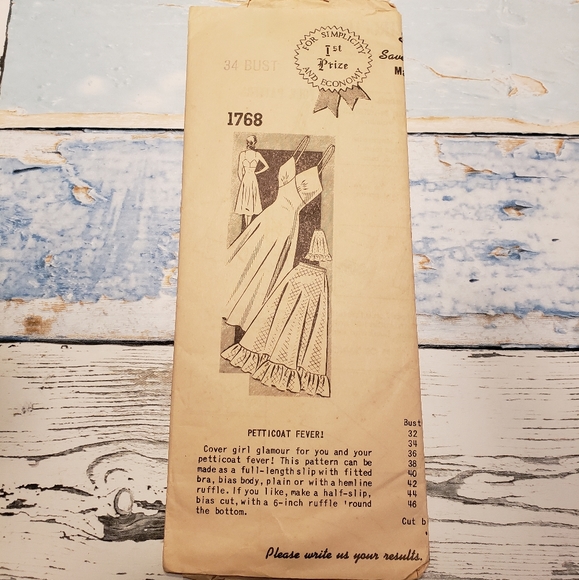 34 BUST
FOR SIMPLICITY
1st
Prize
AND ECONOMY
1768
PETTICOAT FEVER!
Cover girl glamour for you and your
petticoat fever! This pattern can be
made as a full-length slip with fitted
bra, bias body, plain or with a hemline
ruffle. If you like, make a half-slip,
bias cut, with a 6-inch ruffle 'round
the bottom.
Bust
32
34
36
38
40
42
44
46
Cut b
Please write us your results.